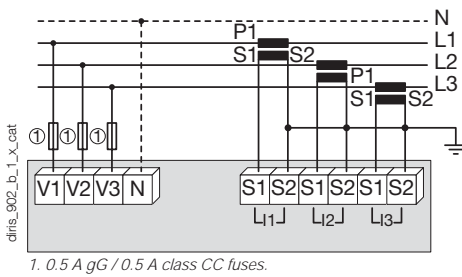 N
P1
L1
S1 S2
L2
P1
L3
S1 S2
1 1 1
V1 V2 V3 N
S1 S2 S1 S2 S1 S2
I1 I2 I3
diris_902_b_1_x_cat
1. 0.5 A gG / 0.5 A class CC fuses.